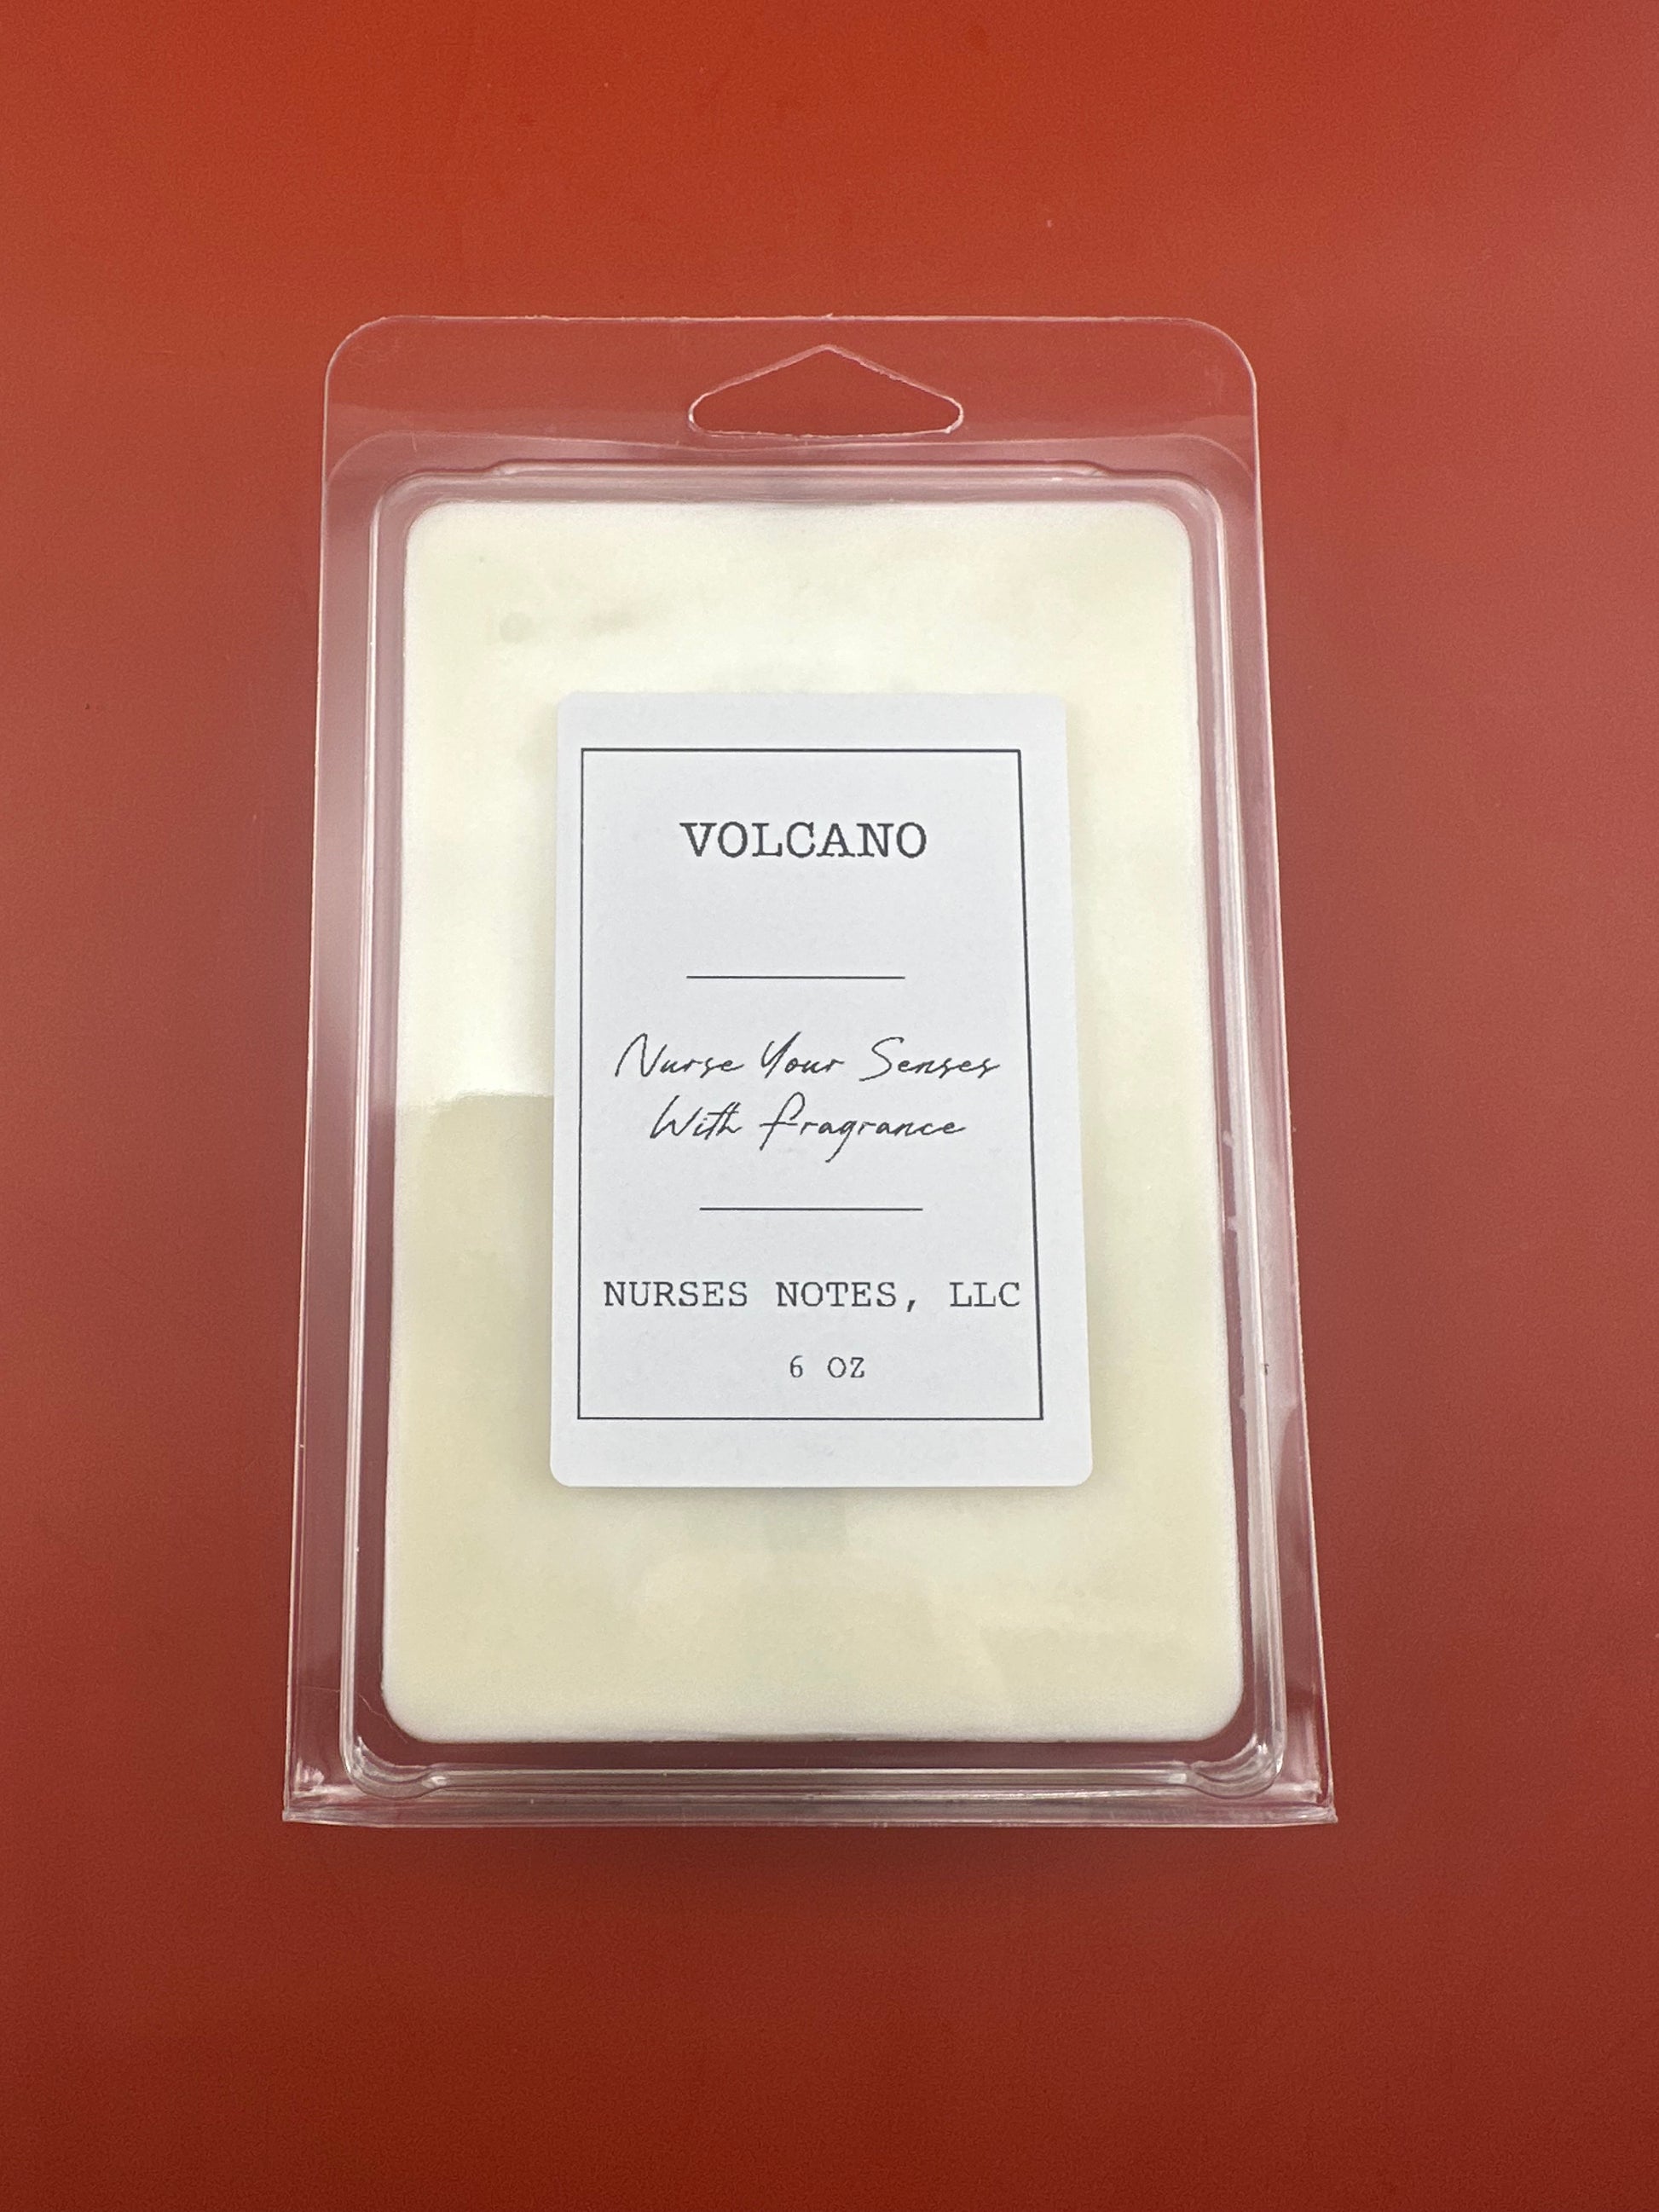 VOLCANO
Nurse Your Senses
With Fragrance
NURSES NOTES, LLC
6 OZ